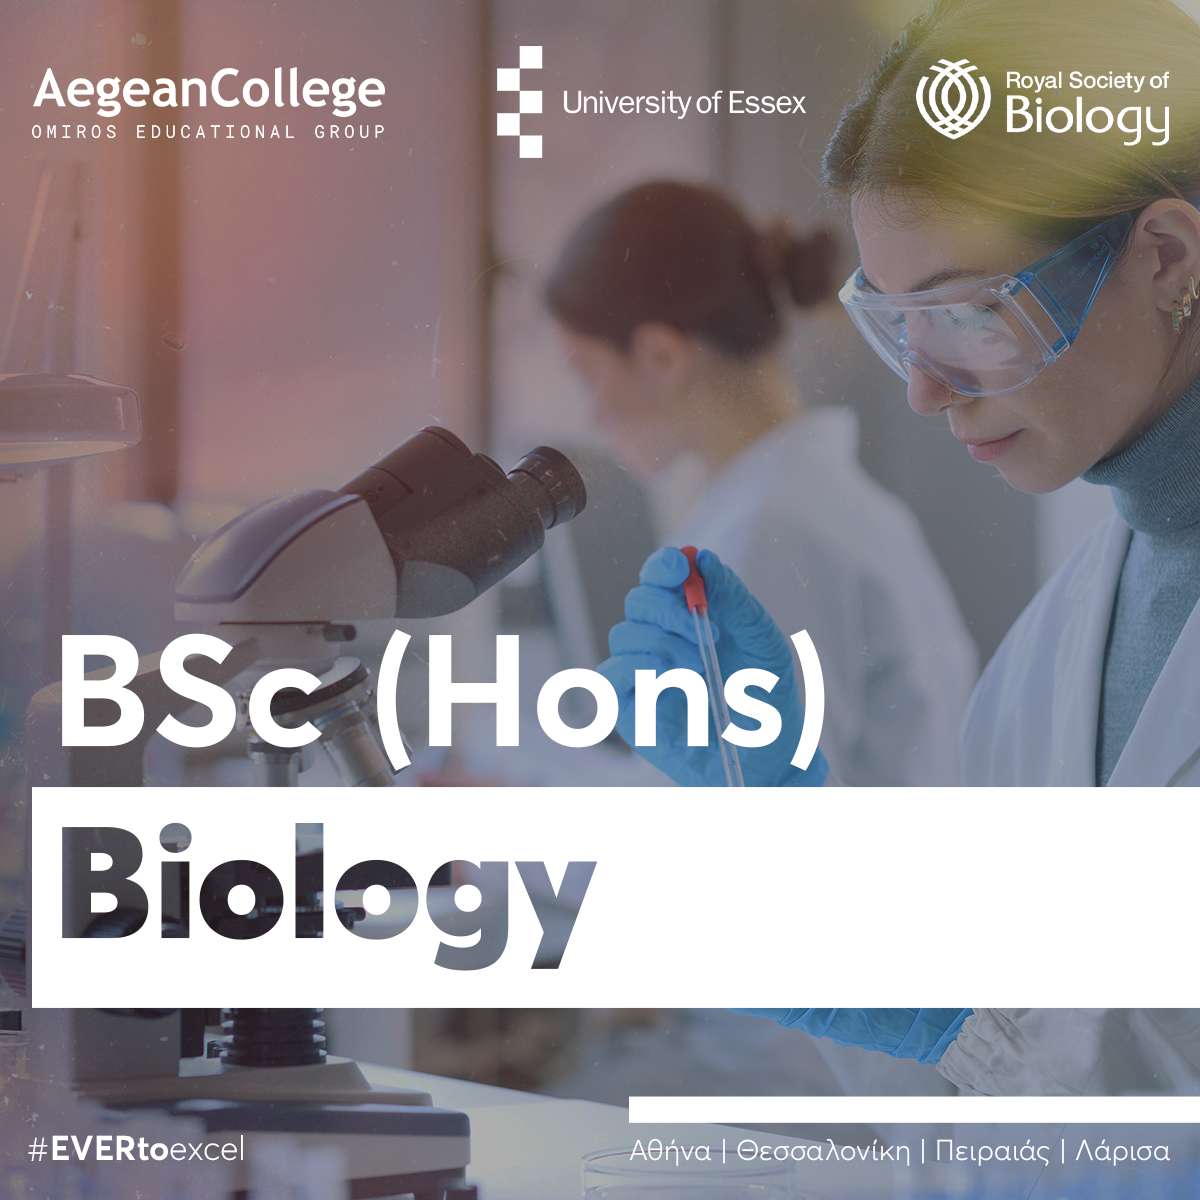 AegeanCollege
OMIROS EDUCATIONAL GROUP
University of Essex
Royal Society of
Biology
BSc (Hons)
Biology
#EVERtoexcel
Αθήνα | Θεσσαλονίκη | Πειραιάς | Λάρισα